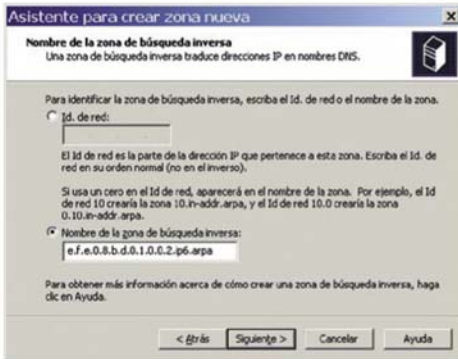 Asistente para crear zona nueva
Nombre de la zona de búsqueda inversa
Una zona de búsqueda inversa traduce direcciones IP en nombres DNS.
Para identificar la zona de búsqueda inversa, escriba el Id. de red o el nombre de la zona.
Id. de red:
El Id de red es la parte de la dirección IP que pertenece a esta zona. Escriba el Id. de
red en su orden normal (no en el inverso).
Si usa un cero en el Id de red, aparecerá en el nombre de la zona. Por ejemplo, el Id
de red 10 crearía la zona 10.in-addr.arpa, y el Id de red 10.0 crearía la zona
0.10.in-addr.arpa.
Nombre de la zona de búsqueda inversa:
e.f.e.0.8.b.d.0.1.0.0.2.ip6.arpa
Para obtener más información acerca de cómo crear una zona de búsqueda inversa, haga
clic en Ayuda.
< Atrás Siguiente > Cancelar Ayuda